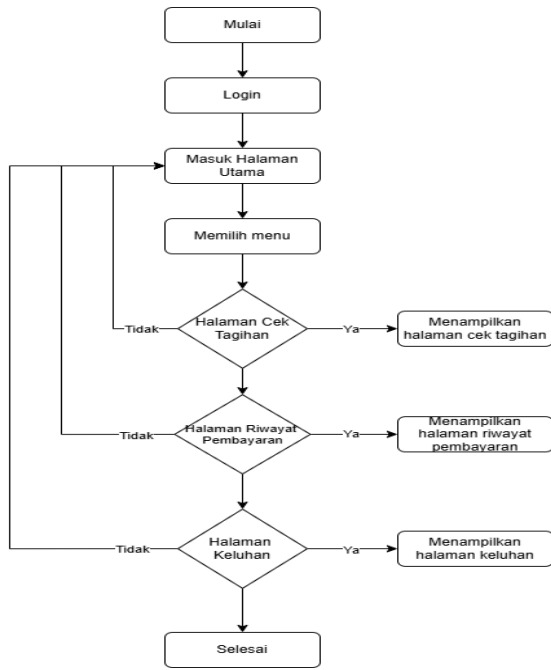 Mulai
Login
Masuk Halaman
Utama
Memilih menu
Halaman Cek
Tagihan
Tidak
Ya
Menampilkan
halaman cek tagihan
Halaman Riwayat
Pembayaran
Tidak
Ya
Menampilkan
halaman riwayat
pembayaran
Halaman
Keluhan
Tidak
Ya
Menampilkan
halaman keluhan
Selesai